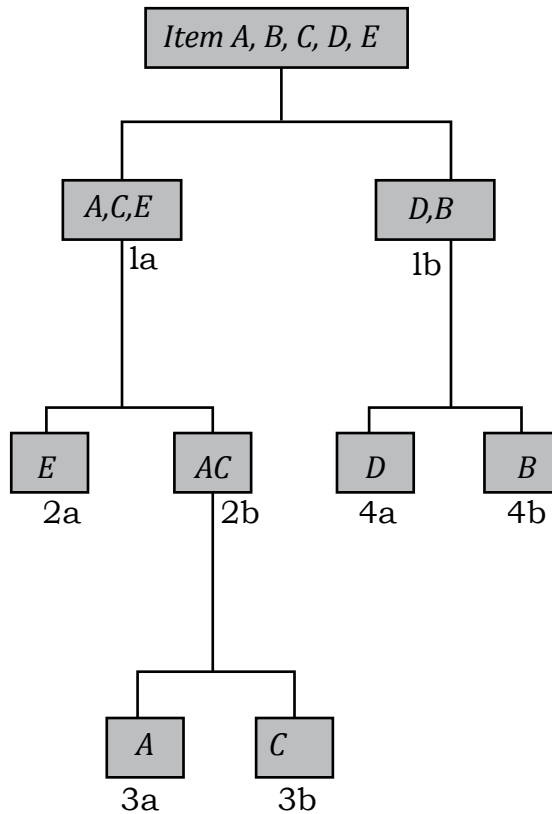 Item A, B, C, D, E
A,C,E
D,B
1a
1b
E
AC
D
B
2a
2b
4a
4b
A
C
3a
3b